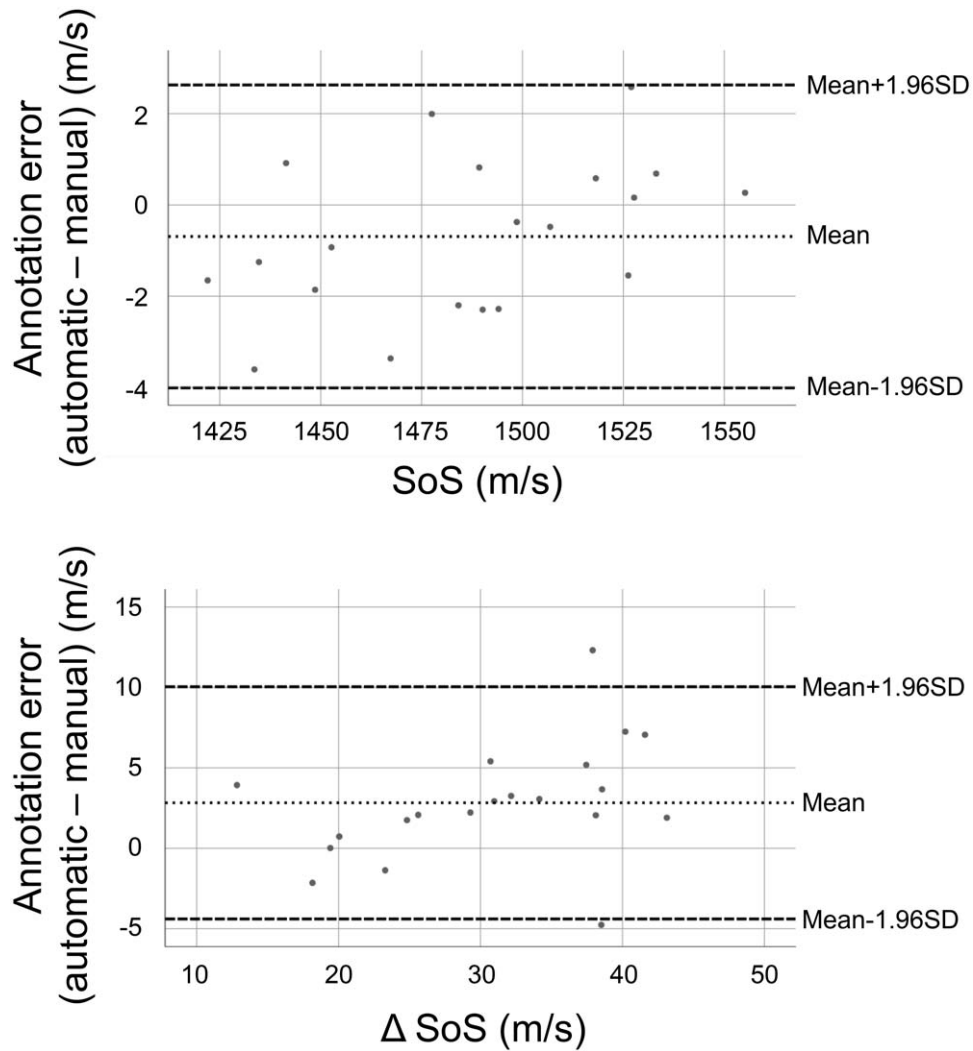 Annotation error
(automatic – manual) (m/s)
2
0
-2
-4
Mean+1.96SD
Mean
Mean-1.96SD
1425 1450 1475 1500 1525 1550
SoS (m/s)
Annotation error
(automatic – manual) (m/s)
15
10
5
0
-5
Mean+1.96SD
Mean
Mean-1.96SD
10 20 30 40 50
Δ SoS (m/s)